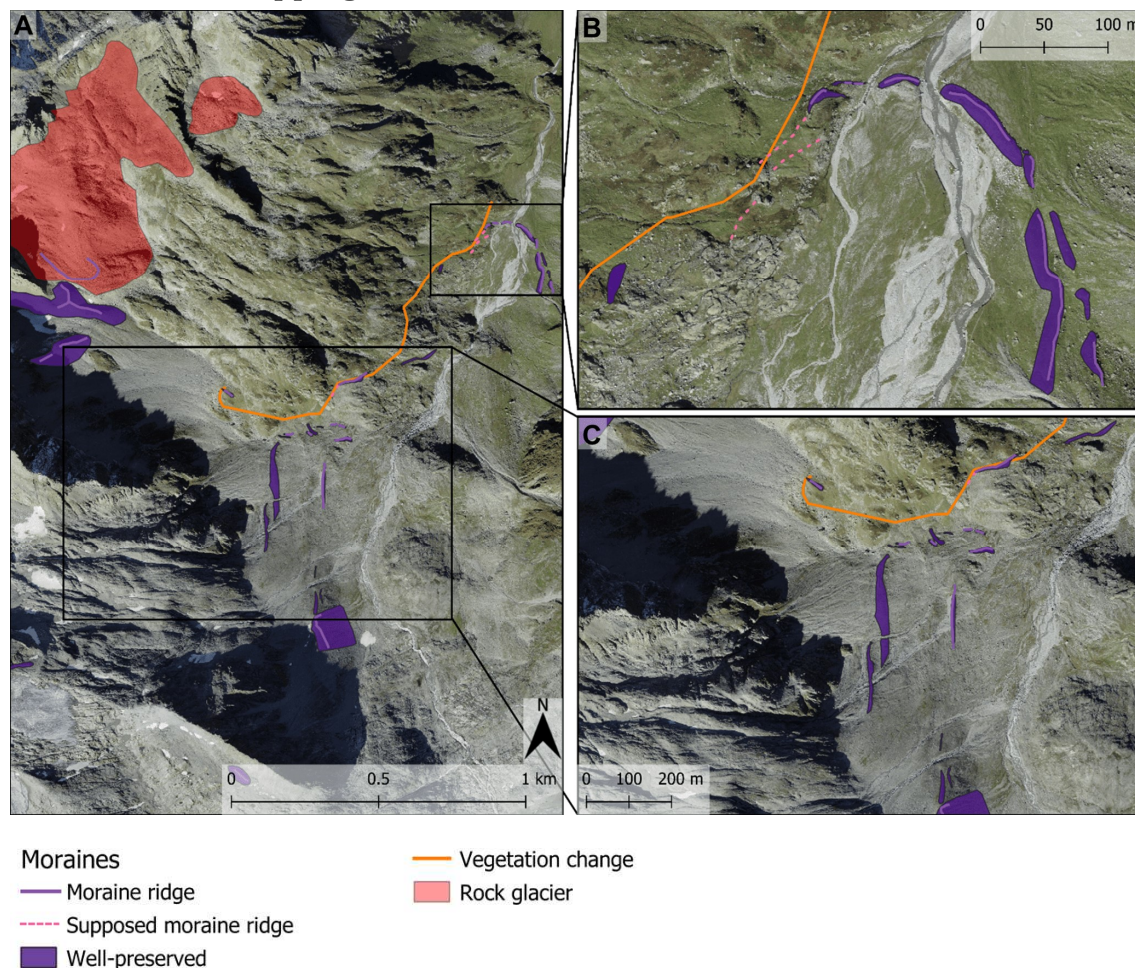 A
B
0 50 100 m
C
N
0 0.5 1 km
0 100 200 m
Moraines
Moraine ridge
Supposed moraine ridge
Well-preserved
Vegetation change
Rock glacier